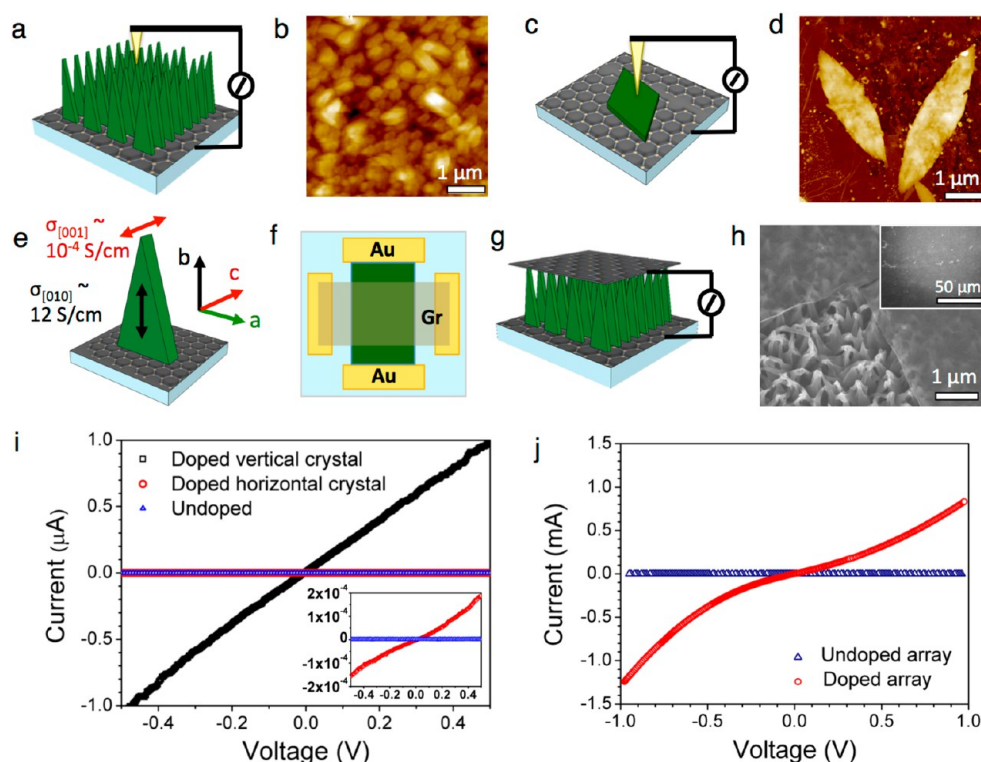 a
b
1 µm
c
d
1 µm
e
σ[001] ~
10-4 S/cm
σ[010] ~
12 S/cm
b
c
a
f
Au
Gr
Au
g
h
50 µm
1 µm
i
Current (µA)
1.0
0.5
0.0
-0.5
-1.0
Doped vertical crystal
Doped horizontal crystal
Undoped
2x10-4
1x10-4
0
-1x10-4
-2x10-4
-0.4 -0.2 0.0 0.2 0.4
-0.4 -0.2 0.0 0.2 0.4
Voltage (V)
j
Current (mA)
1.5
1.0
0.5
0.0
-0.5
-1.0
-1.5
Undoped array
Doped array
-1.0 -0.5 0.0 0.5 1.0
Voltage (V)